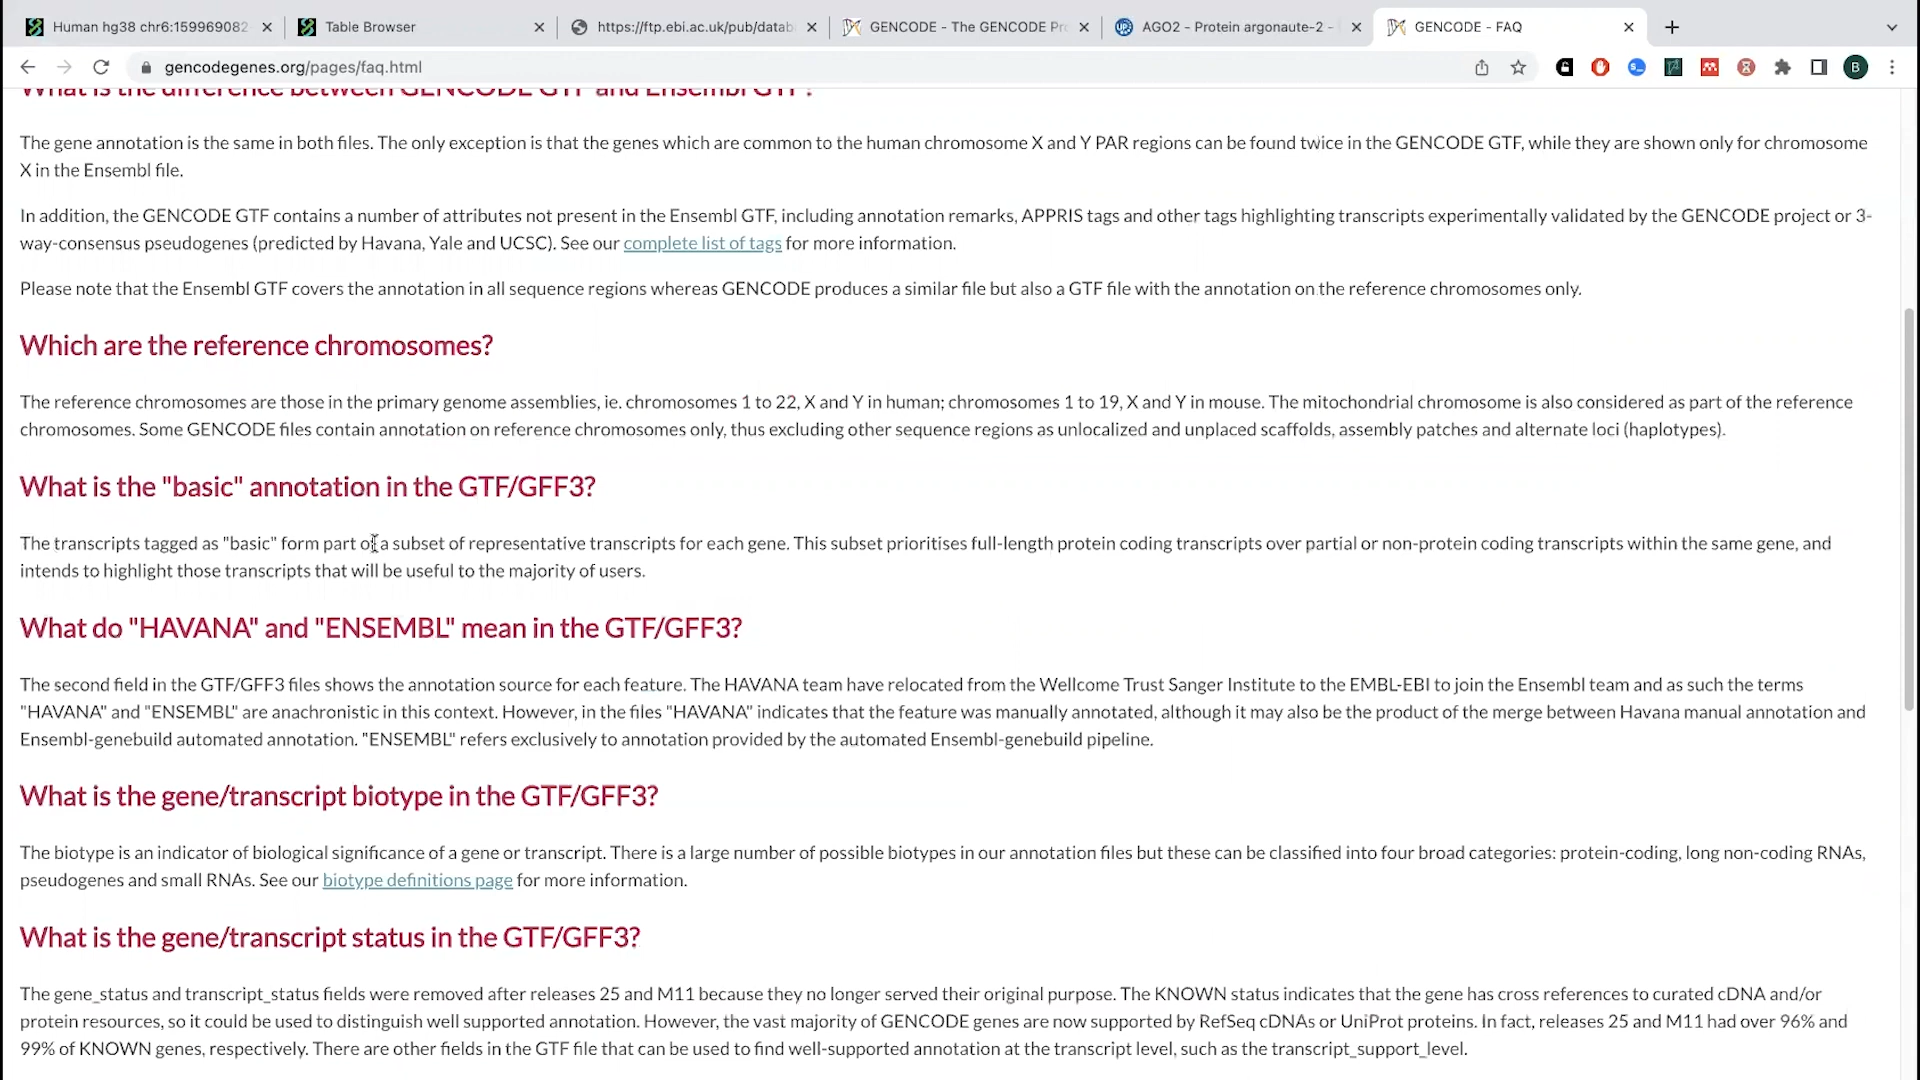 Human hg38 chr6:159969082
Table Browser
https://ftp.ebi.ac.uk/pub/datab
GENCODE - The GENCODE Pr
AGO2 - Protein argonaute-2 -
GENCODE - FAQ
gencodegenes.org/pages/faq.html
B
What is the difference between GENCODE GTF and Ensembl GTF?
The gene annotation is the same in both files. The only exception is that the genes which are common to the human chromosome X and Y PAR regions can be found twice in the GENCODE GTF, while they are shown only for chromosome
X in the Ensembl file.
In addition, the GENCODE GTF contains a number of attributes not present in the Ensembl GTF, including annotation remarks, APPRIS tags and other tags highlighting transcripts experimentally validated by the GENCODE project or 3-
way-consensus pseudogenes (predicted by Havana, Yale and UCSC). See our complete list of tags for more information.
Please note that the Ensembl GTF covers the annotation in all sequence regions whereas GENCODE produces a similar file but also a GTF file with the annotation on the reference chromosomes only.
Which are the reference chromosomes?
The reference chromosomes are those in the primary genome assemblies, ie. chromosomes 1 to 22, X and Y in human; chromosomes 1 to 19, X and Y in mouse. The mitochondrial chromosome is also considered as part of the reference
chromosomes. Some GENCODE files contain annotation on reference chromosomes only, thus excluding other sequence regions as unlocalized and unplaced scaffolds, assembly patches and alternate loci (haplotypes).
What is the "basic" annotation in the GTF/GFF3?
The transcripts tagged as "basic" form part of a subset of representative transcripts for each gene. This subset prioritises full-length protein coding transcripts over partial or non-protein coding transcripts within the same gene, and
intends to highlight those transcripts that will be useful to the majority of users.
What do "HAVANA" and "ENSEMBL" mean in the GTF/GFF3?
The second field in the GTF/GFF3 files shows the annotation source for each feature. The HAVANA team have relocated from the Wellcome Trust Sanger Institute to the EMBL-EBI to join the Ensembl team and as such the terms
"HAVANA" and "ENSEMBL" are anachronistic in this context. However, in the files "HAVANA" indicates that the feature was manually annotated, although it may also be the product of the merge between Havana manual annotation and
Ensembl-genebuild automated annotation. "ENSEMBL" refers exclusively to annotation provided by the automated Ensembl-genebuild pipeline.
What is the gene/transcript biotype in the GTF/GFF3?
The biotype is an indicator of biological significance of a gene or transcript. There is a large number of possible biotypes in our annotation files but these can be classified into four broad categories: protein-coding, long non-coding RNAs,
pseudogenes and small RNAs. See our biotype definitions page for more information.
What is the gene/transcript status in the GTF/GFF3?
The gene_status and transcript_status fields were removed after releases 25 and M11 because they no longer served their original purpose. The KNOWN status indicates that the gene has cross references to curated cDNA and/or
protein resources, so it could be used to distinguish well supported annotation. However, the vast majority of GENCODE genes are now supported by RefSeq cDNAs or UniProt proteins. In fact, releases 25 and M11 had over 96% and
99% of KNOWN genes, respectively. There are other fields in the GTF file that can be used to find well-supported annotation at the transcript level, such as the transcript_support_level.